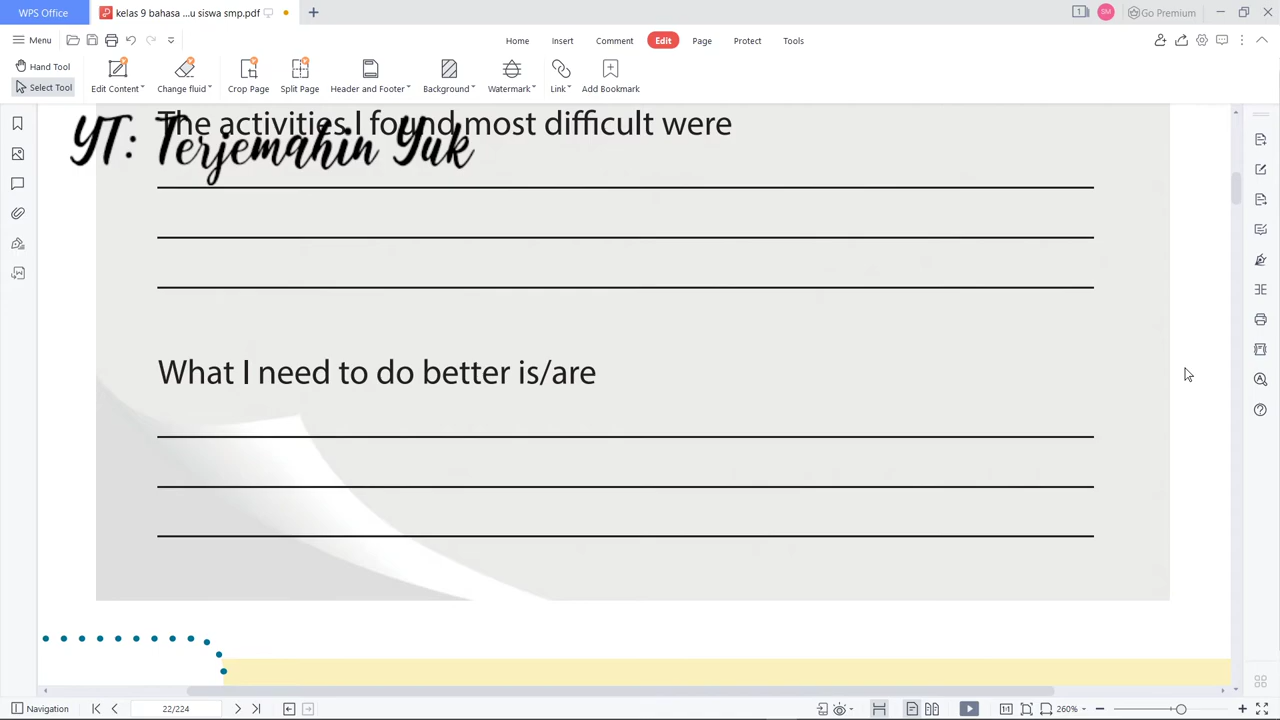 WPS Office
kelas 9 bahasa ...u siswa smp.pdf
1
SM
Go Premium
Menu
Home
Insert
Comment
Edit
Page
Protect
Tools
Hand Tool
Select Tool
Edit Content
Change fluid
Crop Page
Split Page
Header and Footer
Background
Watermark
Link
Add Bookmark
The activities I found most difficult were
YT: Terjemahin Yuk
What I need to do better is/are
Navigation
22/224
260%